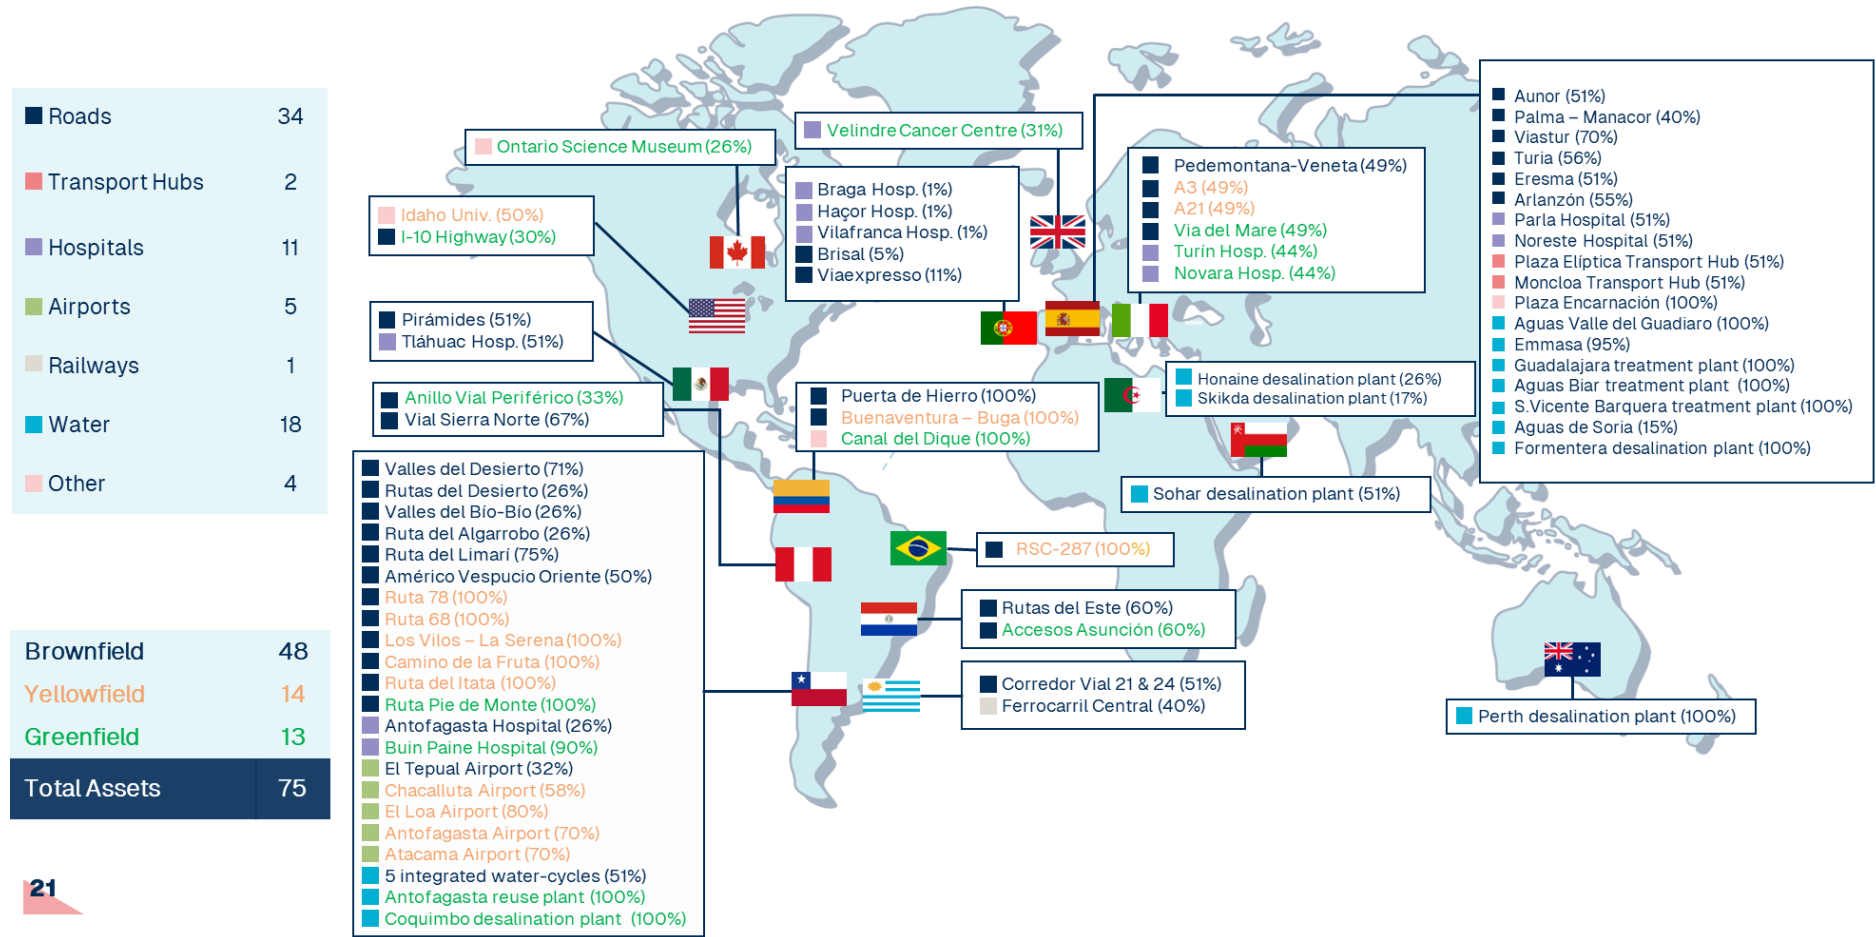 Roads 34
Transport Hubs 2
Hospitals 11
Airports 5
Railways 1
Water 18
Other 4
Brownfield 48
Yellowfield 14
Greenfield 13
Total Assets 75
21
Ontario Science Museum (26%)
Idaho Univ. (50%)
I-10 Highway (30%)
Pirámides (51%)
Tláhuac Hosp. (51%)
Anillo Vial Periférico (33%)
Vial Sierra Norte (67%)
Valles del Desierto (71%)
Rutas del Desierto (26%)
Valles del Bío-Bío (26%)
Ruta del Algarrobo (26%)
Ruta del Limarí (75%)
Américo Vespucio Oriente (50%)
Ruta 78 (100%)
Ruta 68 (100%)
Los Vilos – La Serena (100%)
Camino de la Fruta (100%)
Ruta del Itata (100%)
Ruta Pie de Monte (100%)
Antofagasta Hospital (26%)
Buin Paine Hospital (90%)
El Tepual Airport (32%)
Chacalluta Airport (58%)
El Loa Airport (80%)
Antofagasta Airport (70%)
Atacama Airport (70%)
5 integrated water-cycles (51%)
Antofagasta reuse plant (100%)
Coquimbo desalination plant (100%)
Velindre Cancer Centre (31%)
Braga Hosp. (1%)
Haçor Hosp. (1%)
Vilafranca Hosp. (1%)
Brisal (5%)
Viaexpresso (11%)
Puerta de Hierro (100%)
Buenaventura – Buga (100%)
Canal del Dique (100%)
RSC-287 (100%)
Rutas del Este (60%)
Accesos Asunción (60%)
Corredor Vial 21 & 24 (51%)
Ferrocarril Central (40%)
Pedemontana-Veneta (49%)
A3 (49%)
A21 (49%)
Via del Mare (49%)
Turín Hosp. (44%)
Novara Hosp. (44%)
Honaine desalination plant (26%)
Skikda desalination plant (17%)
Sohar desalination plant (51%)
Aunor (51%)
Palma – Manacor (40%)
Viastur (70%)
Turia (56%)
Eresma (51%)
Arlanzón (55%)
Parla Hospital (51%)
Noreste Hospital (51%)
Plaza Elíptica Transport Hub (51%)
Moncloa Transport Hub (51%)
Plaza Encarnación (100%)
Aguas Valle del Guadiaro (100%)
Emmasa (95%)
Guadalajara treatment plant (100%)
Aguas Biar treatment plant (100%)
S.Vicente Barquera treatment plant (100%)
Aguas de Soria (15%)
Formentera desalination plant (100%)
Perth desalination plant (100%)